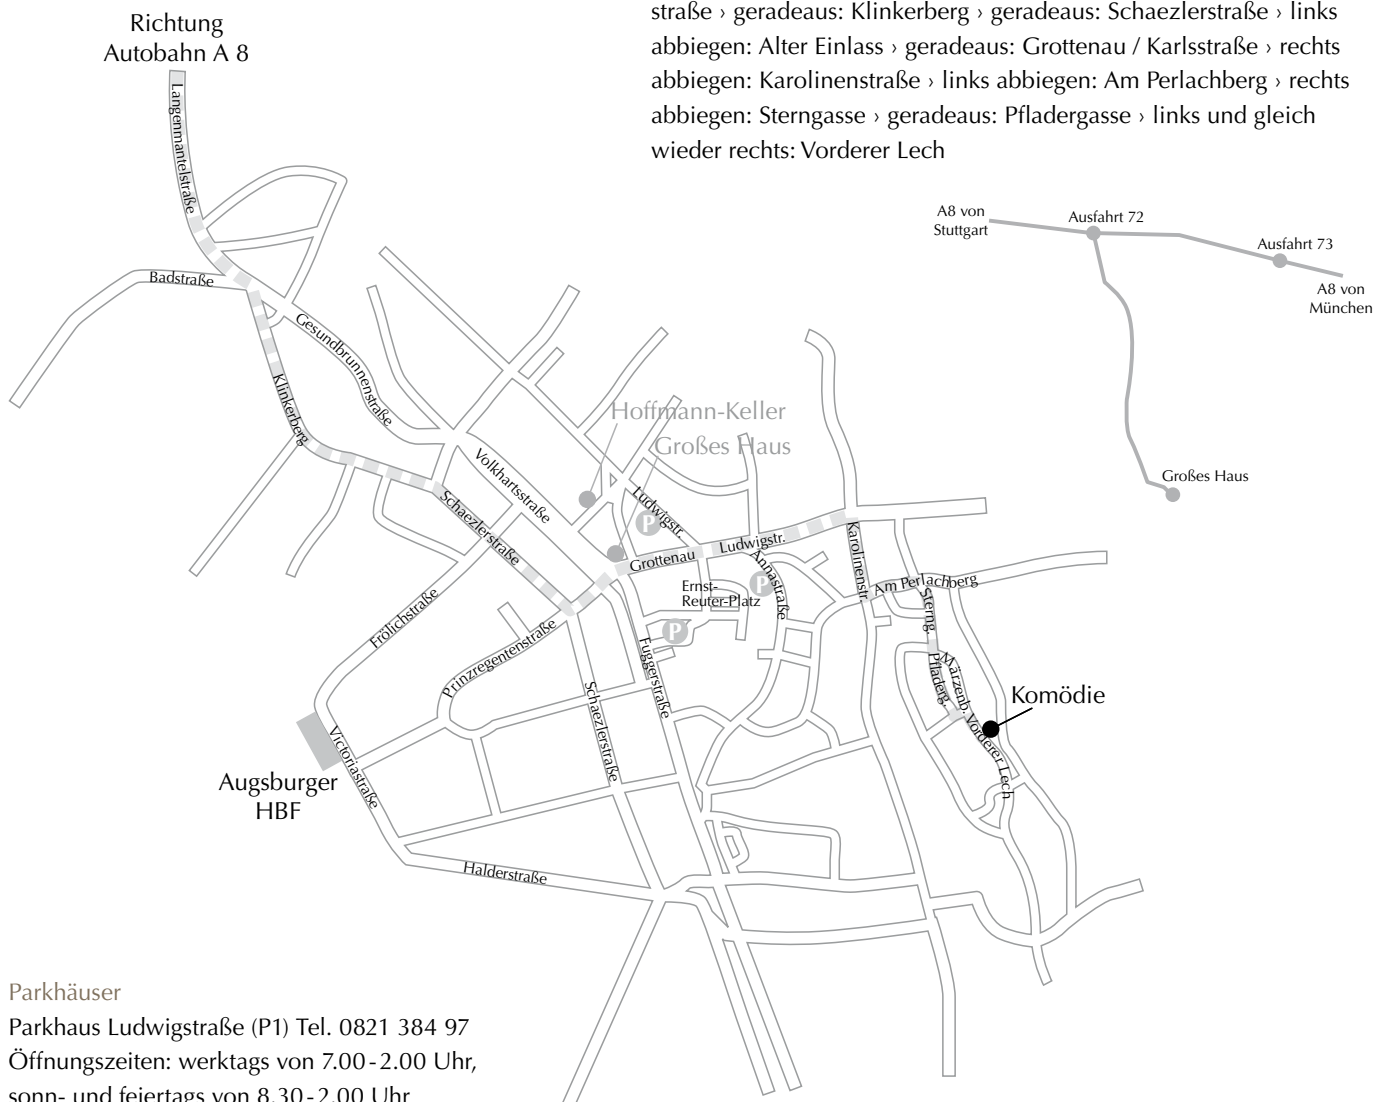 Richtung
Autobahn A 8
straße › geradeaus: Klinkerberg › geradeaus: Schaezlerstraße › links
abbiegen: Alter Einlass › geradeaus: Grottenau / Karlsstraße › rechts
abbiegen: Karolinenstraße › links abbiegen: Am Perlachberg › rechts
abbiegen: Sterngasse › geradeaus: Pfladergasse › links und gleich
wieder rechts: Vorderer Lech
Langenmantelstraße
A8 von
Stuttgart
Ausfahrt 72
Ausfahrt 73
A8 von
München
Großes Haus
Badstraße
Gesundbrunnenstraße
Klinkerberg
Hoffmann-Keller
Großes Haus
Volkhartsstraße
Ludwigstr.
P
Schaezlerstraße
Grottenau
Ludwigstr.
Karolinenstr.
Annastraße
P
Ernst-
Reuter-Platz
Am Perlachberg
Sterng.
Frölichstraße
Prinzregentenstraße
P
Fuggerstraße
Pfladerg.
Märzenb.
Komödie
Schaezlerstraße
Vorderer Lech
Victoriastraße
Augsburger
HBF
Halderstraße
Parkhäuser
Parkhaus Ludwigstraße (P1) Tel. 0821 384 97
Öffnungszeiten: werktags von 7.00-2.00 Uhr,
sonn- und feiertags von 8.30-2.00 Uhr